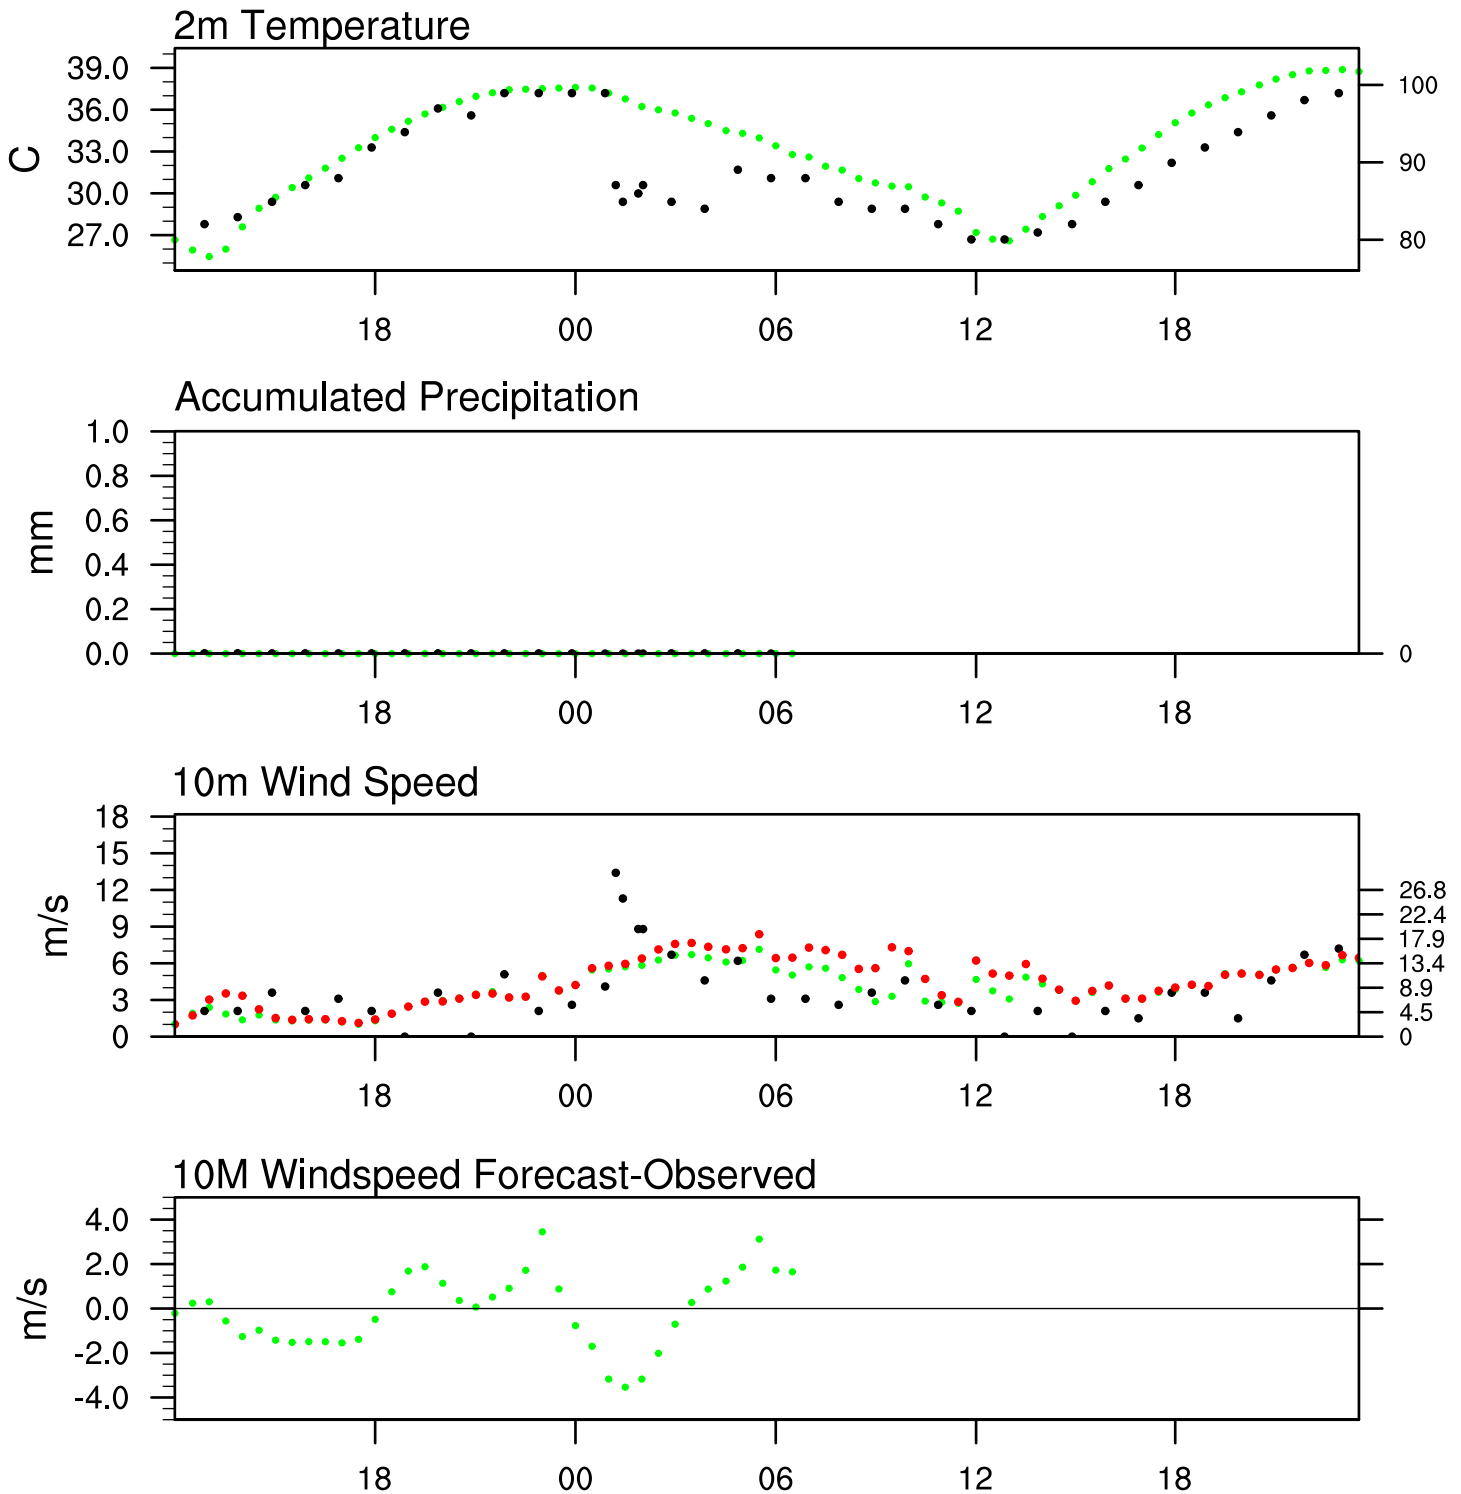 2m Temperature
39.0
36.0
33.0
30.0
27.0
C
100
90
80
18 00 06 12 18
Accumulated Precipitation
1.0
0.8
0.6
0.4
0.2
0.0
mm
0
18 00 06 12 18
10m Wind Speed
18
15
12
9
6
3
0
m/s
26.8
22.4
17.9
13.4
8.9
4.5
0
18 00 06 12 18
10M Windspeed Forecast-Observed
4.0
2.0
0.0
-2.0
-4.0
m/s
18 00 06 12 18